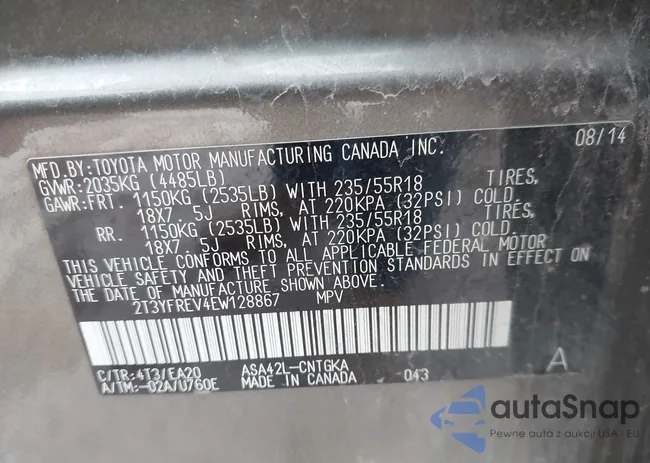 MFD.BY:TOYOTA MOTOR MANUFACTURING CANADA INC. 08/14
GVWR:2035KG (4485LB)
GAWR:FRT. 1150KG (2535LB) WITH 235/55R18 TIRES,
18X7. 5J RIMS, AT 220KPA (32PSI) COLD.
RR. 1150KG (2535LB) WITH 235/55R18 TIRES,
18X7. 5J RIMS, AT 220KPA (32PSI) COLD.
THIS VEHICLE CONFORMS TO ALL APPLICABLE FEDERAL MOTOR
VEHICLE SAFETY AND THEFT PREVENTION STANDARDS IN EFFECT ON
THE DATE OF MANUFACTURE SHOWN ABOVE.
2T3YFREV4EW128867 MPV
C/TR:4T3/EA20 ASA42L-CNTGKA A
A/TM:-02A/U760E MADE IN CANADA 043
autaSnap
Pewne auta z aukcji USA - EU